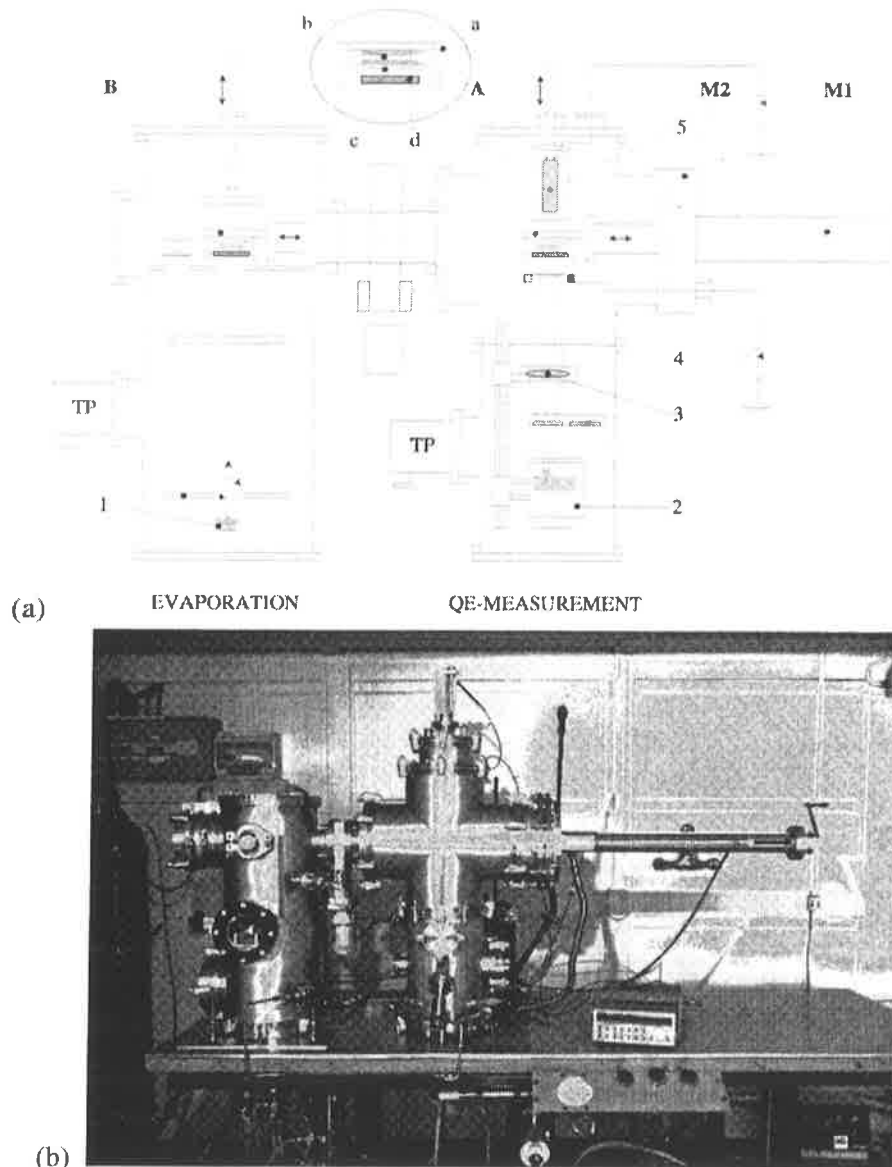 b a
B A M2 M1
5
c d
4
TP
3
TP
1 2
(a) EVAPORATION QE-MEASUREMENT
(b)